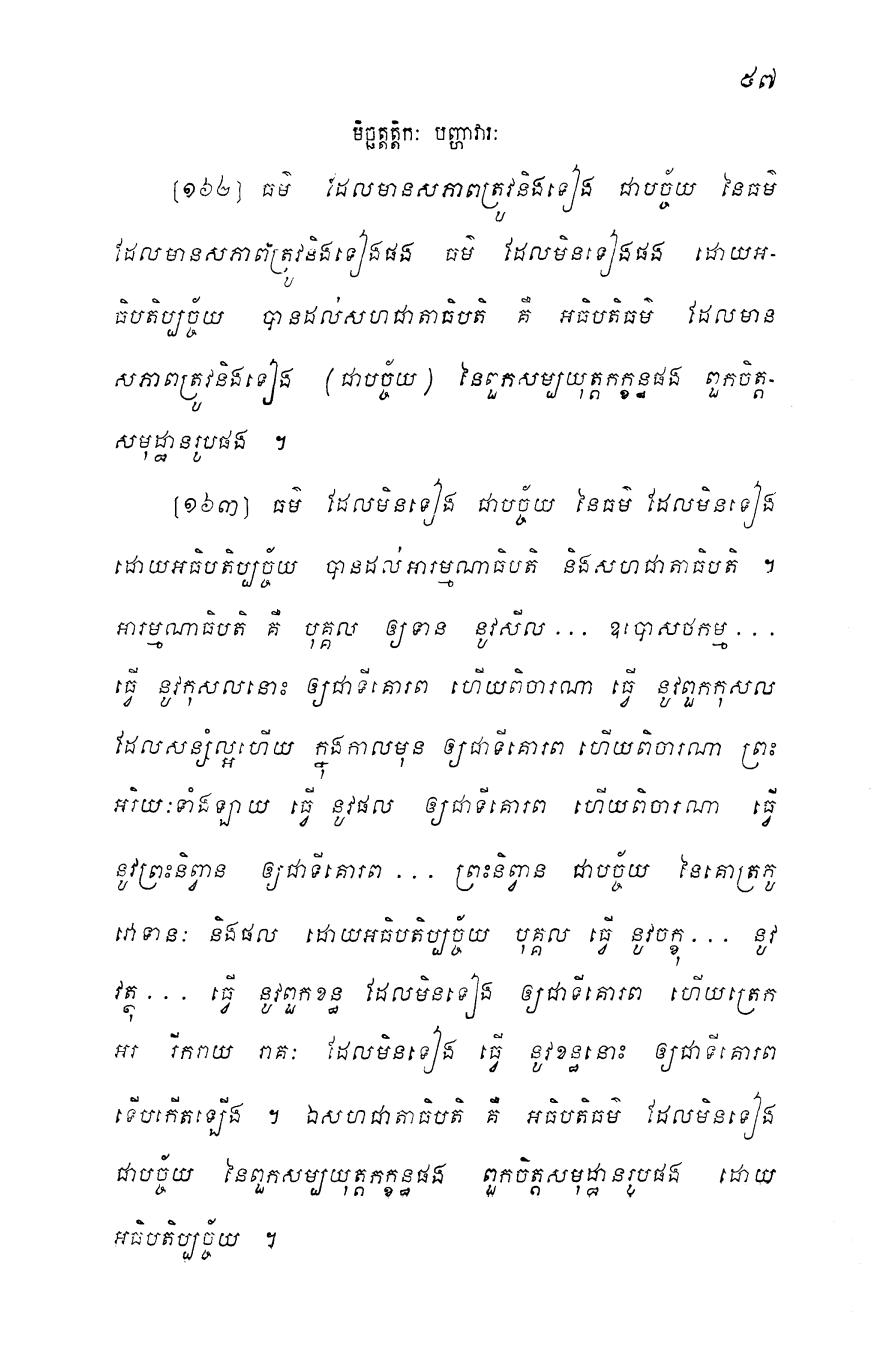 ៥៧
មិច្ឆត្តត្តិកៈ បញ្ហាវារៈ
[១៦២] ធម៌ ដែលមានសភាពត្រូវនិងទៀង ជាបច្ច័យ នៃធម៌
ដែលមានសភាពត្រូវនិងទៀងផង ធម៌ ដែលមិនទៀងផង ដោយអ-
ធិបតិប្បច្ច័យ បានដល់សហជាតាធិបតិ គឺ អធិបតិធម៌ ដែលមាន
សភាពត្រូវនិងទៀង (ជាបច្ច័យ) នៃពួកសម្បយុត្តកក្ខន្ធផង ពួកចិត្ត-
សមុដ្ឋានរូបផង ។
[១៦៣] ធម៌ ដែលមិនទៀង ជាបច្ច័យ នៃធម៌ ដែលមិនទៀង
ដោយអធិបតិប្បច្ច័យ បានដល់អារម្មណាធិបតិ និងសហជាតាធិបតិ ។
អារម្មណាធិបតិ គឺ បុគ្គល ឲ្យទាន នូវសីល ... ឧបោសថកម្ម ...
ធ្វើ នូវកុសលនោះ ឲ្យជាទីគោរព ហើយពិចារណា ធ្វើ នូវពួកកុសល
ដែលសន្សំល្អហើយ ក្នុងកាលមុន ឲ្យជាទីគោរព ហើយពិចារណា ព្រះ
អរិយៈទាំងឡាយ ធ្វើ នូវផល ឲ្យជាទីគោរព ហើយពិចារណា ធ្វើ
នូវព្រះនិព្វាន ឲ្យជាទីគោរព ... ព្រះនិព្វាន ជាបច្ច័យ នៃគោត្រភូ
វោទានៈ និងផល ដោយអធិបតិប្បច្ច័យ បុគ្គល ធ្វើ នូវចក្ខុ ... នូវ
វត្ថុ ... ធ្វើ នូវពួកខន្ធ ដែលមិនទៀង ឲ្យជាទីគោរព ហើយត្រេក
អរ រីករាយ រាគៈ ដែលមិនទៀង ធ្វើ នូវខន្ធនោះ ឲ្យជាទីគោរព
ទើបកើតឡើង ។ ឯសហជាតាធិបតិ គឺ អធិបតិធម៌ ដែលមិនទៀង
ជាបច្ច័យ នៃពួកសម្បយុត្តកក្ខន្ធផង ពួកចិត្តសមុដ្ឋានរូបផង ដោយ
អធិបតិប្បច្ច័យ ។